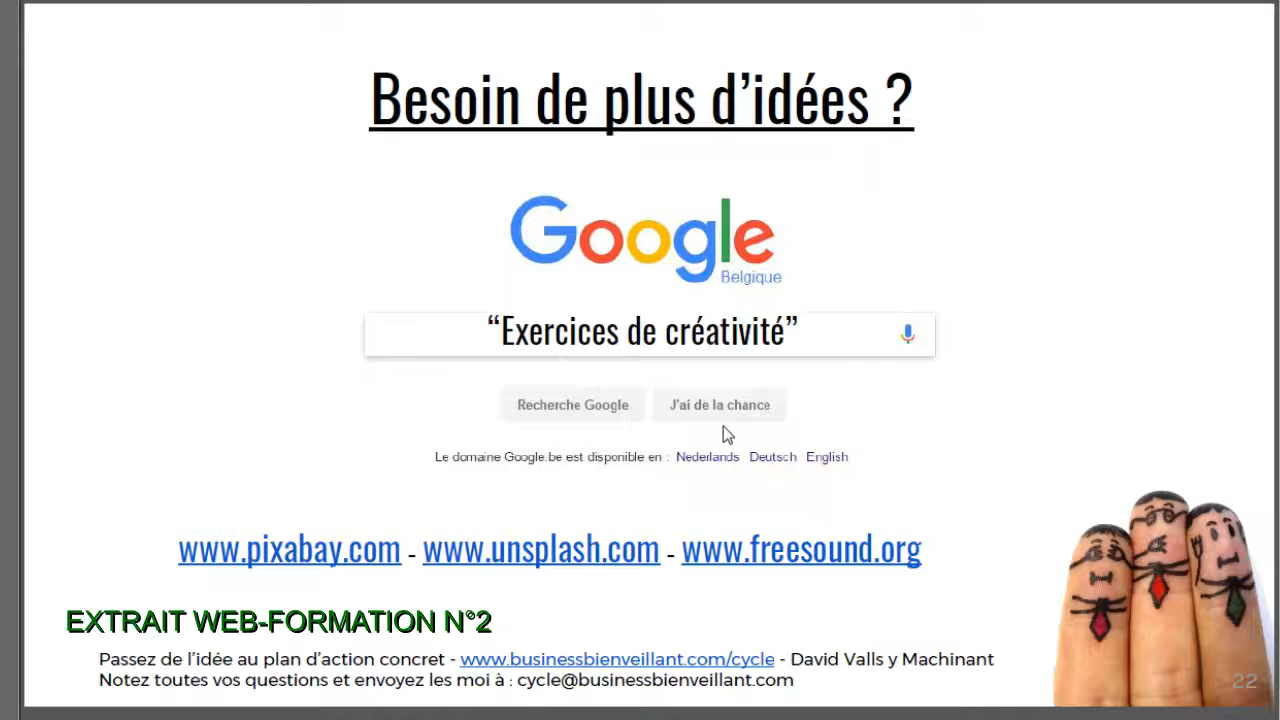 Besoin de plus d’idées ?
Google
Belgique
“Exercices de créativité”
Recherche Google J'ai de la chance
Le domaine Google.be est disponible en : Nederlands Deutsch English
www.pixabay.com - www.unsplash.com - www.freesound.org
EXTRAIT WEB-FORMATION N°2
Passez de l’idée au plan d’action concret - www.businessbienveillant.com/cycle - David Valls y Machinant
Notez toutes vos questions et envoyez les moi à : cycle@businessbienveillant.com
22